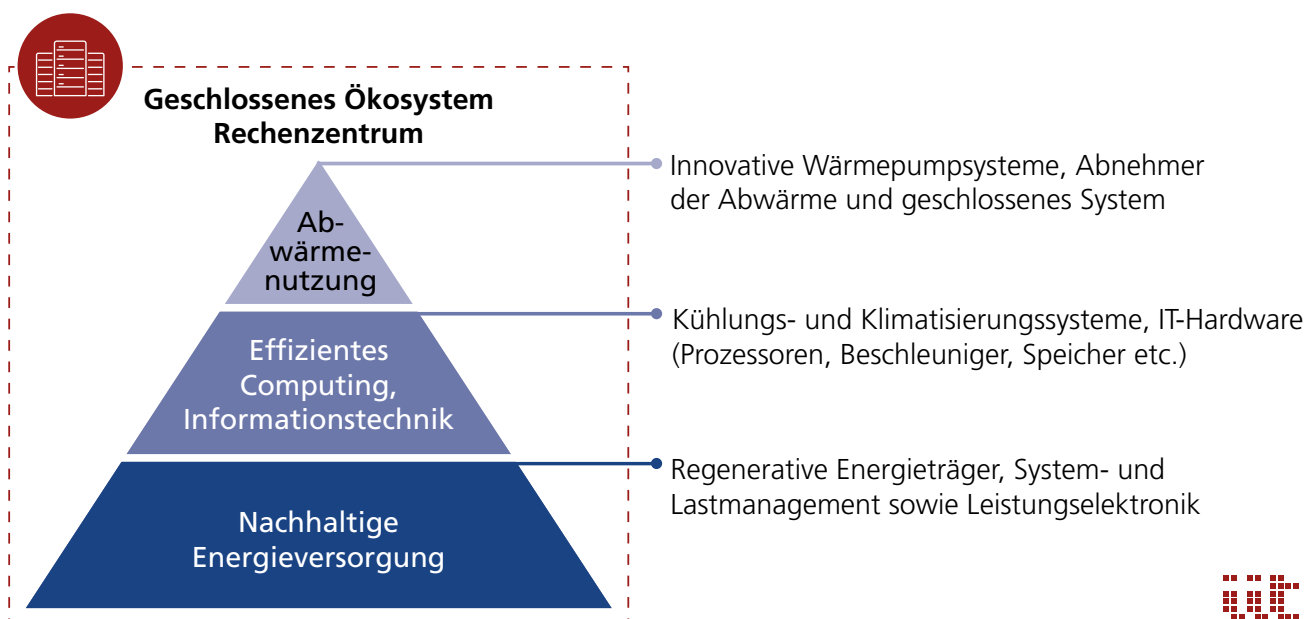 Geschlossenes Ökosystem
Rechenzentrum
Ab-
wärme-
nutzung
Innovative Wärmepumpsysteme, Abnehmer
der Abwärme und geschlossenes System
Effizientes
Computing,
Informationstechnik
Kühlungs- und Klimatisierungssysteme, IT-Hardware
(Prozessoren, Beschleuniger, Speicher etc.)
Nachhaltige
Energieversorgung
Regenerative Energieträger, System- und
Lastmanagement sowie Leistungselektronik